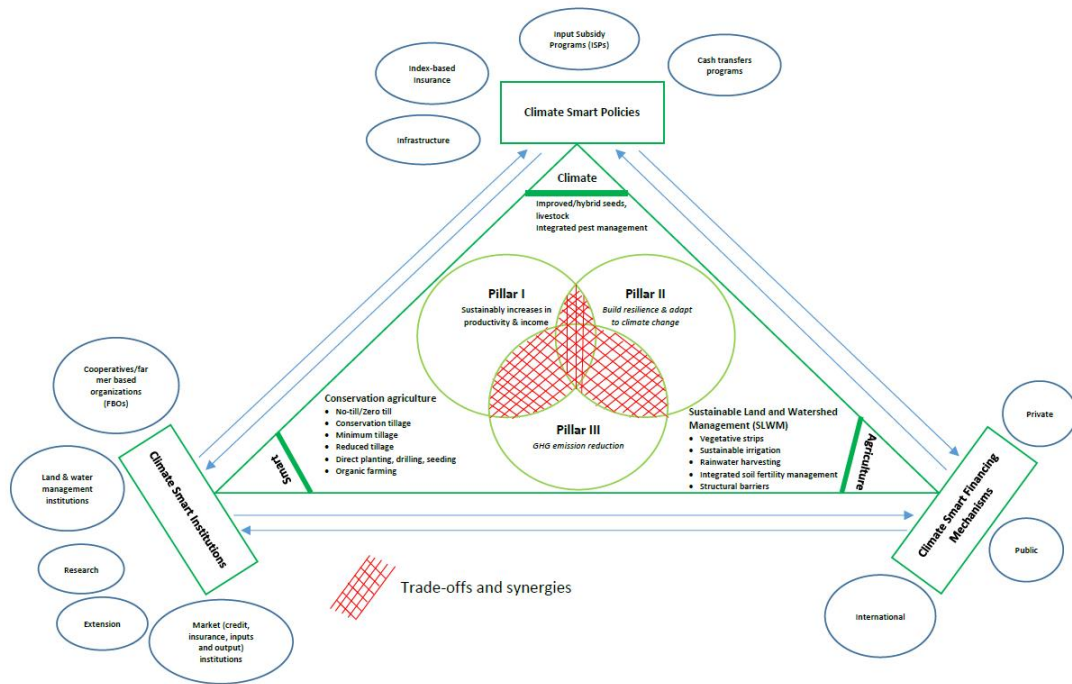 Input Subsidy
Programs (ISPs)
Index-based
Insurance
Cash transfers
programs
Infrastructure
Climate Smart Policies
Climate
Improved/hybrid seeds,
livestock
Integrated pest management
Pillar I
Sustainably increases in
productivity & income
Pillar II
Build resilience & adapt
to climate change
Pillar III
GHG emission reduction
Conservation agriculture
• No-till/Zero till
• Conservation tillage
• Minimum tillage
• Reduced tillage
• Direct planting, drilling, seeding
• Organic farming
Sustainable Land and Watershed
Management (SLWM)
• Vegetative strips
• Sustainable irrigation
• Rainwater harvesting
• Integrated soil fertility management
• Structural barriers
Smart
Agriculture
Cooperatives/far
mer based
organizations
(FBOs)
Land & water
management
institutions
Research
Extension
Market (credit,
insurance, inputs
and output)
institutions
Climate Smart Institutions
Climate Smart Financing
Mechanisms
Private
Public
International
Trade-offs and synergies